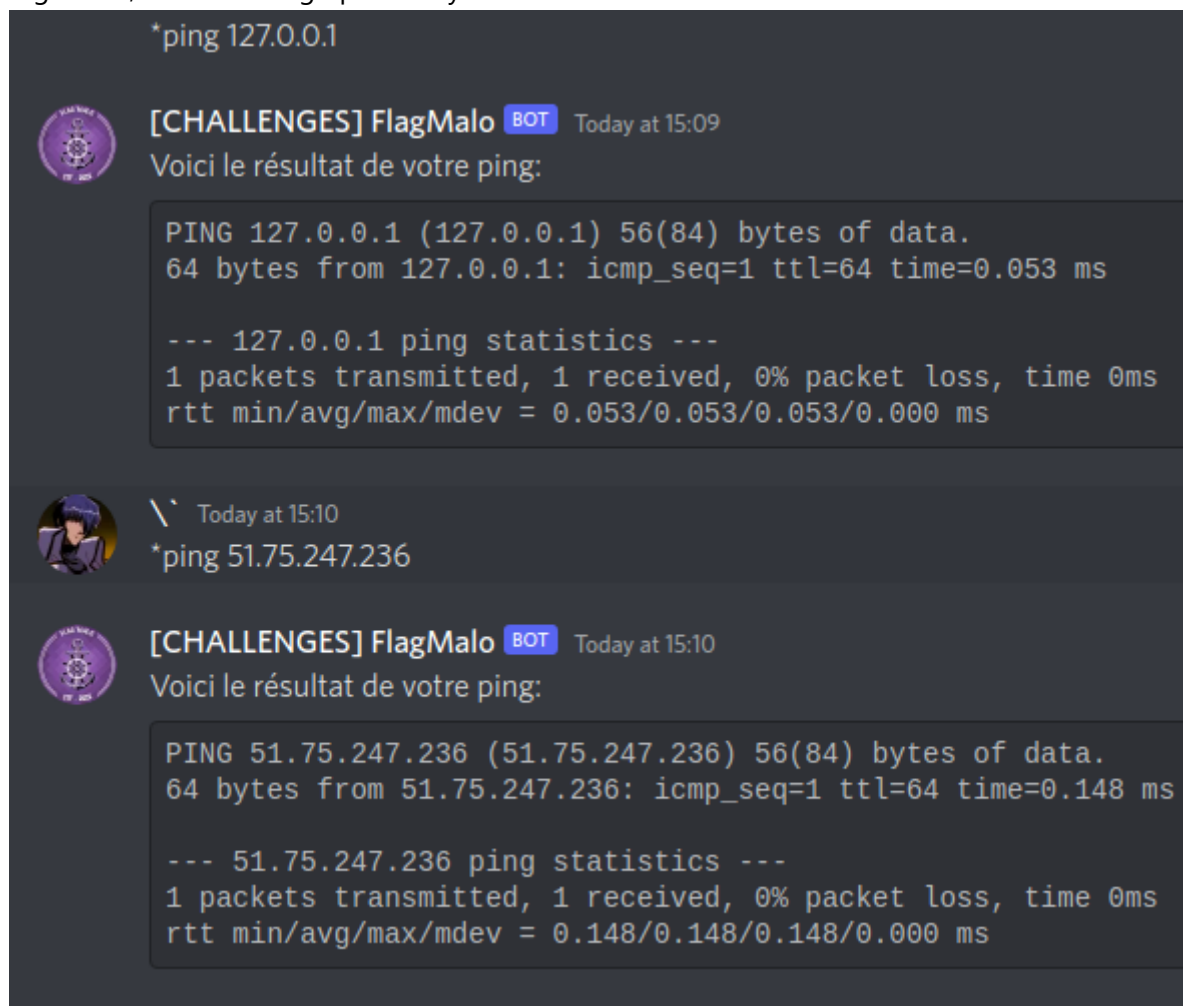 *ping 127.0.0.1
[CHALLENGES] FlagMalo BOT Today at 15:09
Voici le résultat de votre ping:
PING 127.0.0.1 (127.0.0.1) 56(84) bytes of data.
64 bytes from 127.0.0.1: icmp_seq=1 ttl=64 time=0.053 ms
--- 127.0.0.1 ping statistics ---
1 packets transmitted, 1 received, 0% packet loss, time 0ms
rtt min/avg/max/mdev = 0.053/0.053/0.053/0.000 ms
\` Today at 15:10
*ping 51.75.247.236
[CHALLENGES] FlagMalo BOT Today at 15:10
Voici le résultat de votre ping:
PING 51.75.247.236 (51.75.247.236) 56(84) bytes of data.
64 bytes from 51.75.247.236: icmp_seq=1 ttl=64 time=0.148 ms
--- 51.75.247.236 ping statistics ---
1 packets transmitted, 1 received, 0% packet loss, time 0ms
rtt min/avg/max/mdev = 0.148/0.148/0.148/0.000 ms